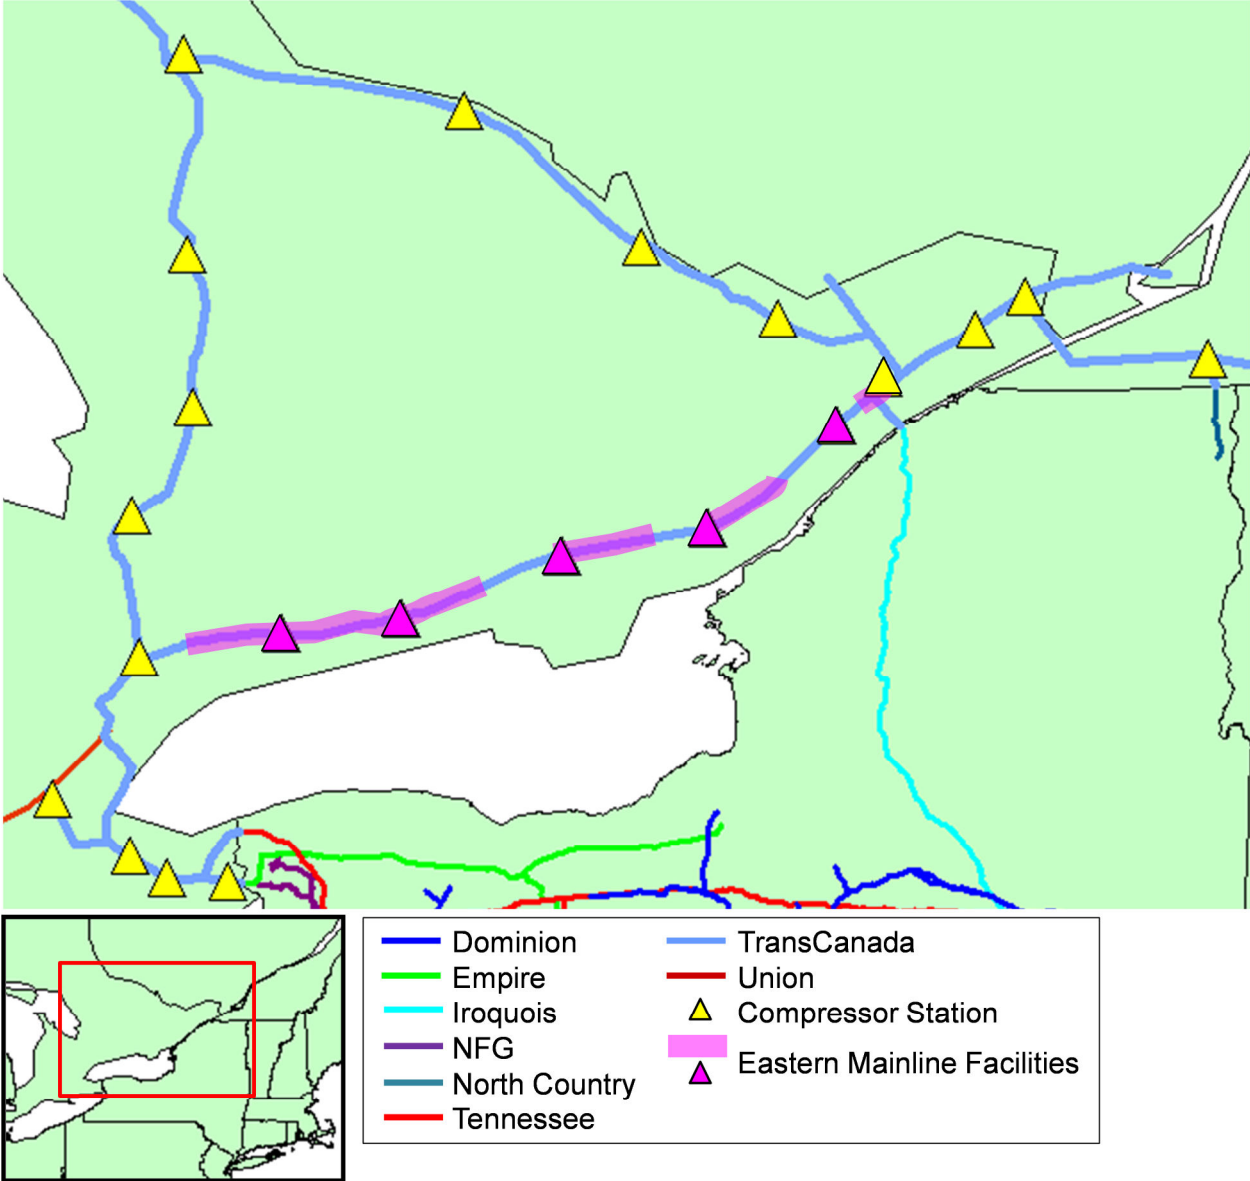 Dominion
Empire
Iroquois
NFG
North Country
Tennessee
TransCanada
Union
Compressor Station
Eastern Mainline Facilities